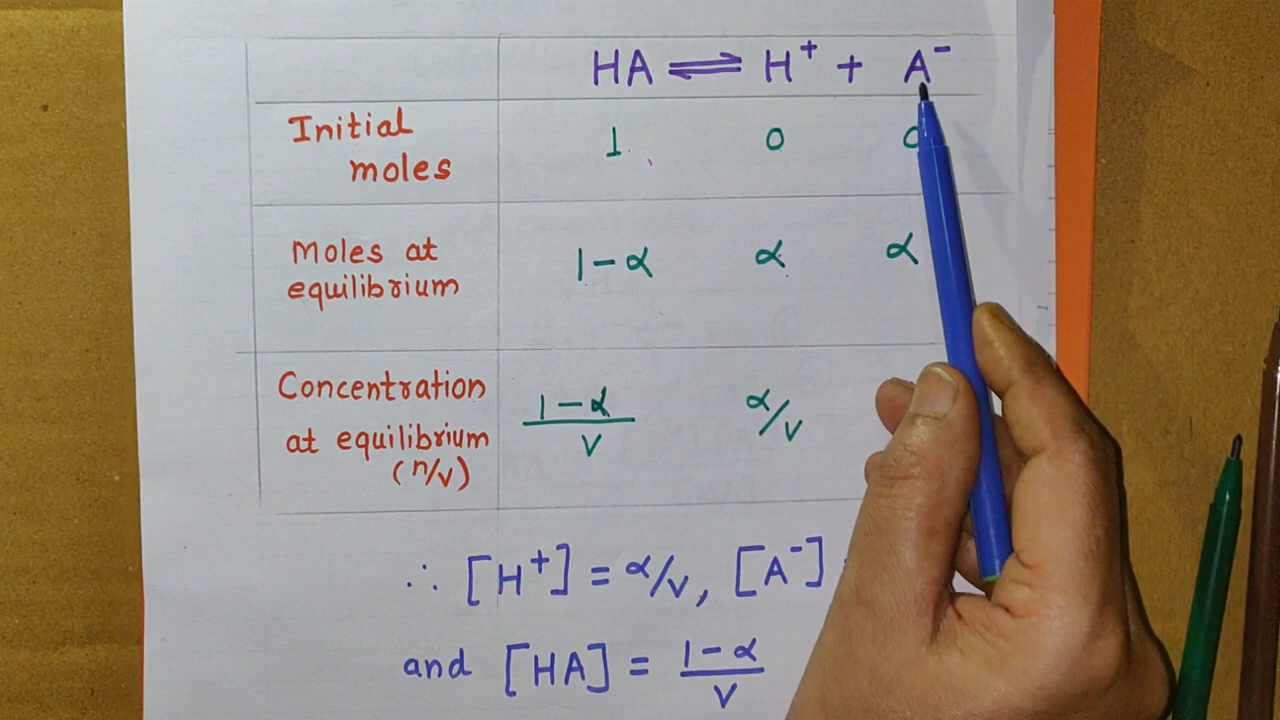 HA ⇌ H⁺ + A⁻
Initial moles 1 0
Moles at equilibrium 1-α α α
Concentration at equilibrium (n/v) 1-α/V α/V
∴ [H⁺] = α/V, [A⁻]
and [HA] = 1-α/V